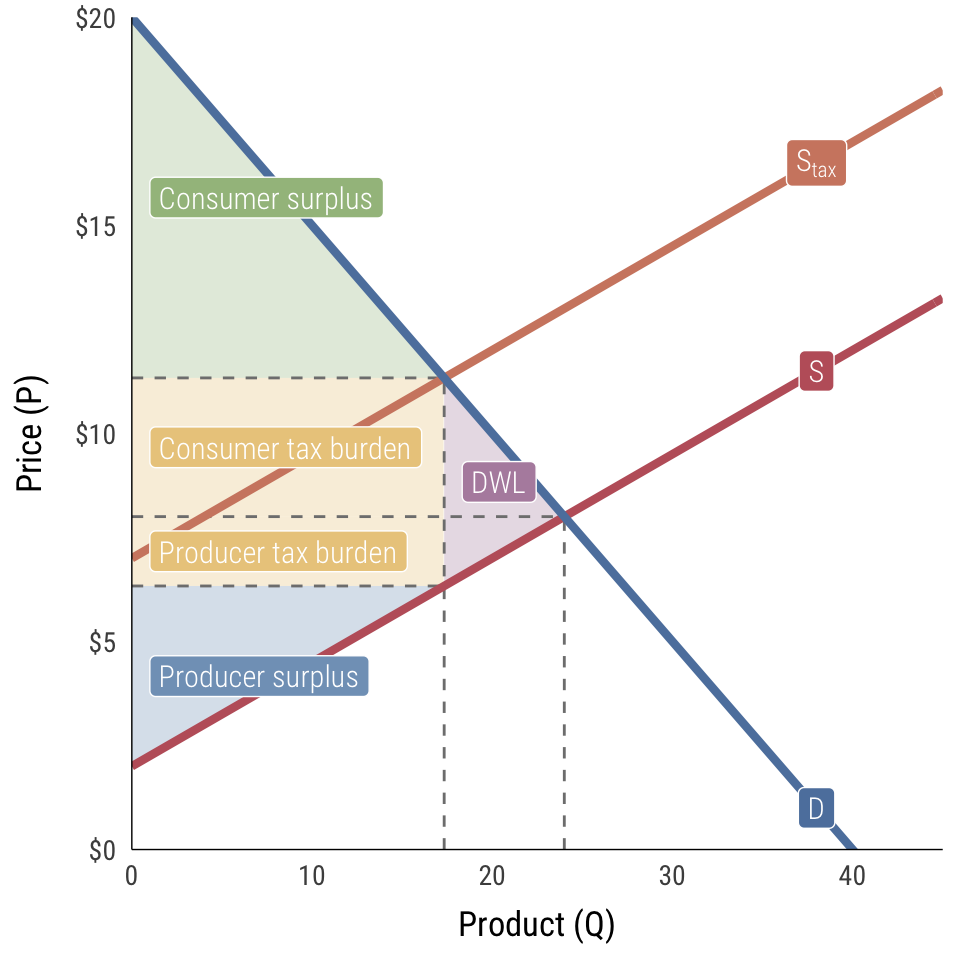 $20
S tax
Consumer surplus
$15
S
$10
Consumer tax burden
DWL
Producer tax burden
$5
Producer surplus
D
$0
0 10 20 30 40
Price (P)
Product (Q)